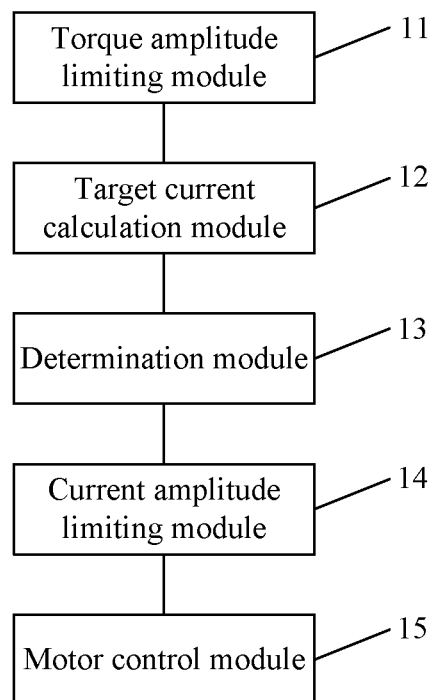 Torque amplitude
limiting module
11
Target current
calculation module
12
Determination module
13
Current amplitude
limiting module
14
Motor control module
15